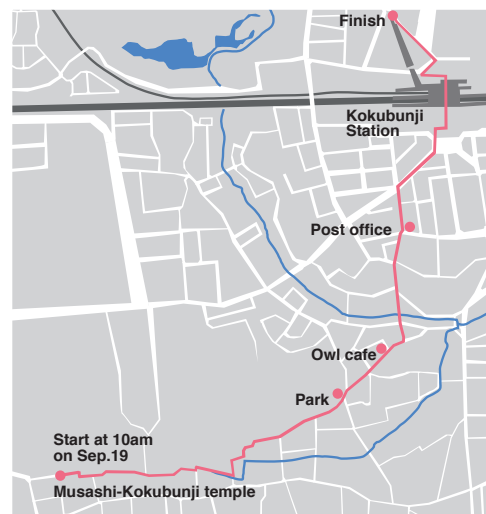 Finish
Kokubunji
Station
Post office
Owl cafe
Park
Start at 10am
on Sep.19
Musashi-Kokubunji temple